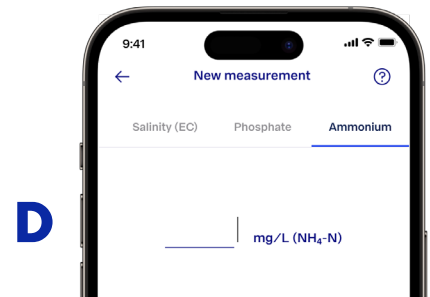 9:41
New measurement
Salinity (EC) Phosphate Ammonium
D
mg/L (NH₄-N)